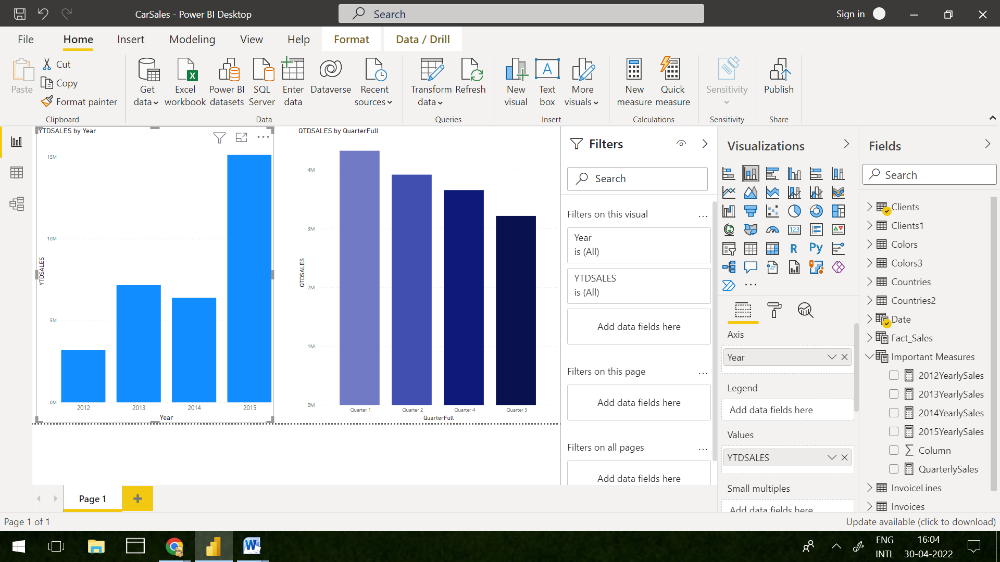 CarSales - Power BI Desktop
Search
Sign in
File
Home
Insert
Modeling
View
Help
Format
Data / Drill
Paste
Cut
Copy
Format painter
Clipboard
Get data
Excel workbook
Power BI datasets
SQL Server
Enter data
Dataverse
Recent sources
Data
Transform data
Refresh
Queries
New visual
A
Text box
More visuals
Insert
New measure
Quick measure
Calculations
Sensitivity
Sensitivity
Publish
Share
YTDSALES by Year
15M
10M
5M
0M
YTDSALES
2012
2013
2014
2015
Year
QTDSALES by QuarterFull
4M
3M
2M
1M
0M
QTDSALES
Quarter 1
Quarter 2
Quarter 4
Quarter 3
QuarterFull
Filters
Search
Filters on this visual
...
Year
is (All)
YTDSALES
is (All)
Add data fields here
Filters on this page
...
Add data fields here
Filters on all pages
...
Add data fields here
Visualizations
123
R
Py
...
Axis
Year
Legend
Add data fields here
Values
YTDSALES
Small multiples
Add data fields here
Fields
Search
Clients
Clients1
Colors
Colors3
Countries
Countries2
Date
Fact_Sales
Important Measures
2012YearlySales
2013YearlySales
2014YearlySales
2015YearlySales
Column
QuarterlySales
InvoiceLines
Invoices
Page 1
Page 1 of 1
Update available (click to download)
ENG
INTL
16:04
30-04-2022